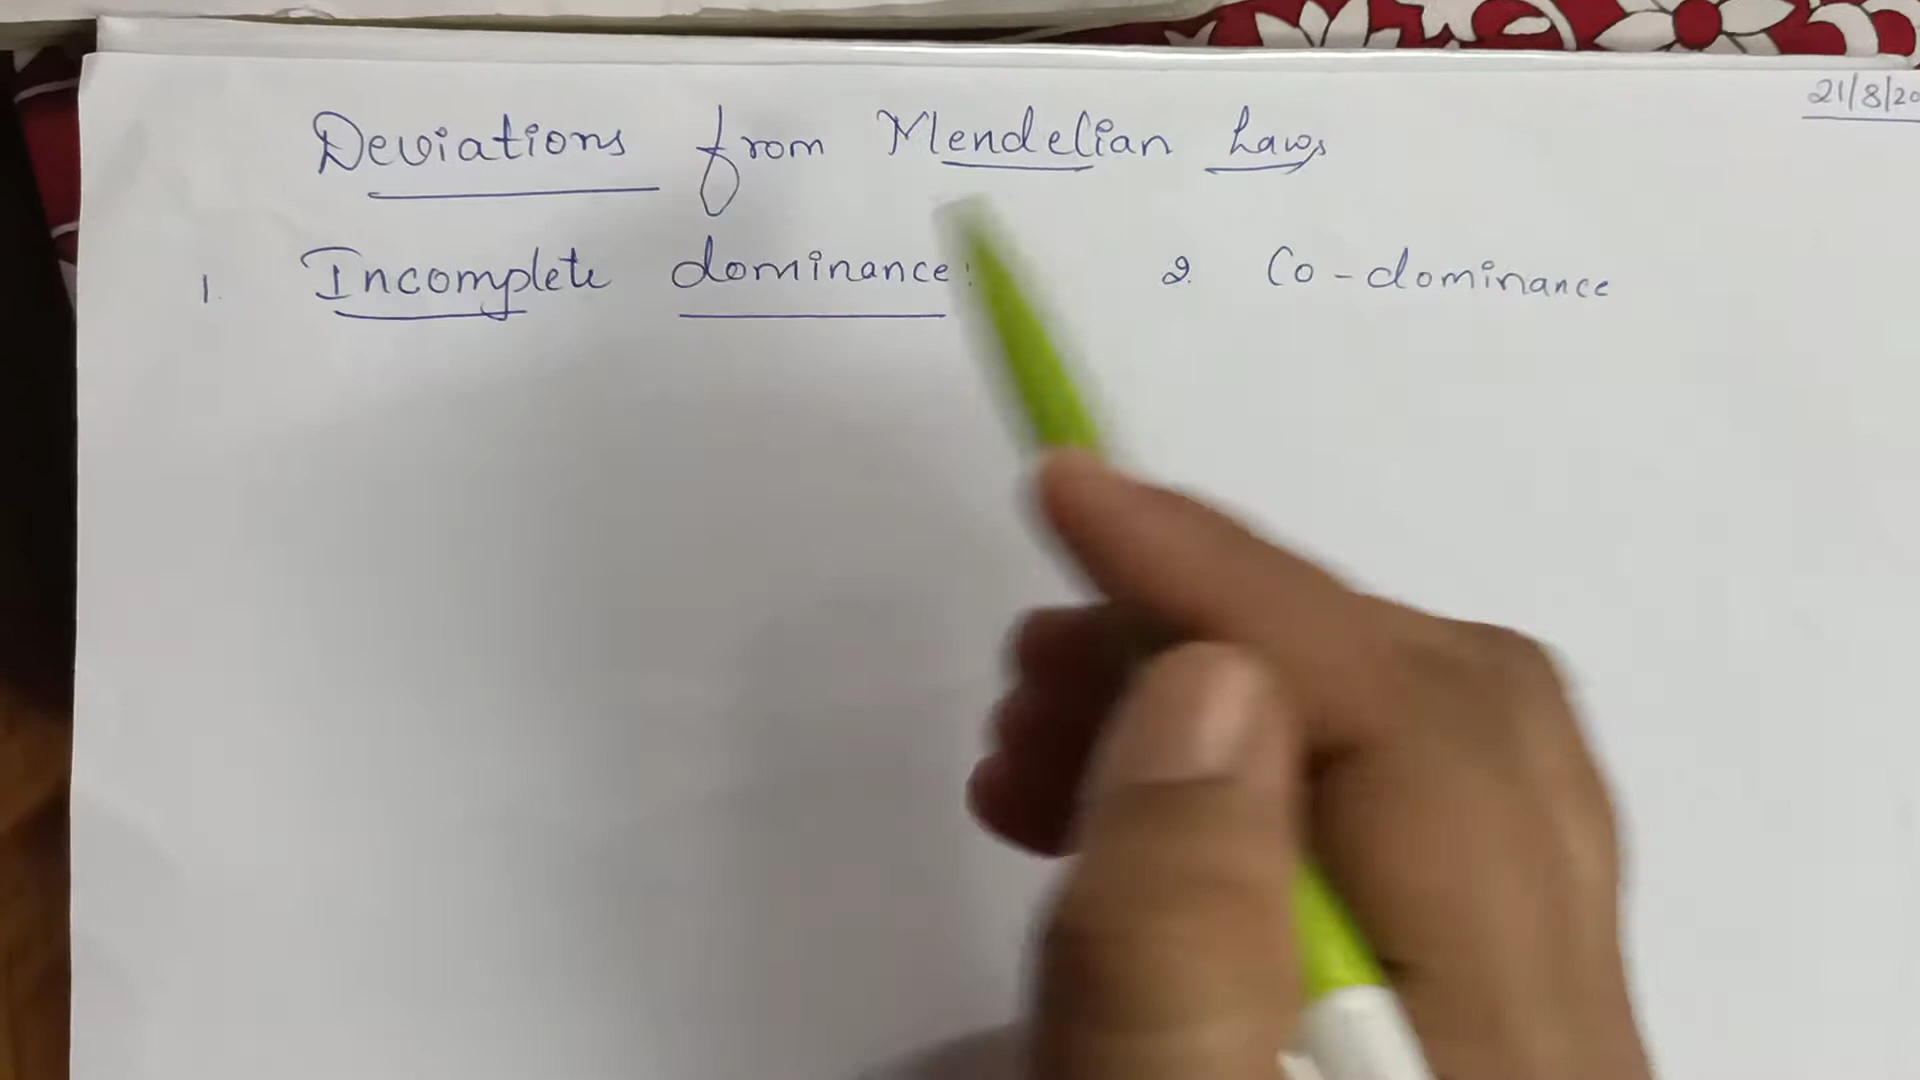 21/8/20
Deviations from Mendelian Laws
1. Incomplete dominance: 2. Co-dominance